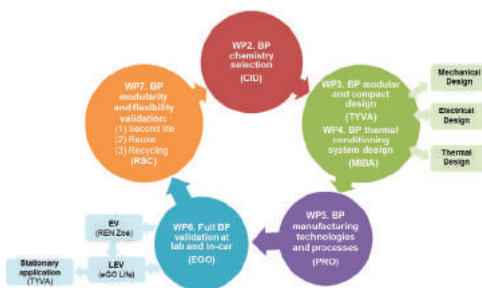 WP2. BP
chemistry
selection
(CID)
WP3. BP modular
and compact
design
(TYVA)
WP4. BP thermal
conditioning
system design
(MIBA)
Mechanical
Design
Electrical
Design
Thermal
Design
WP5. BP
manufacturing
technologies
and processes
(PRO)
WP6. Full BP
validation at
lab and in-car
(EGO)
EV
(REN Zoe)
LEV
(eGO Life)
Stationary
application
(TYVA)
WP7. BP
modularity
and flexibility
validation:
(1) Second life
(2) Reuse
(3) Recycling
(RSC)